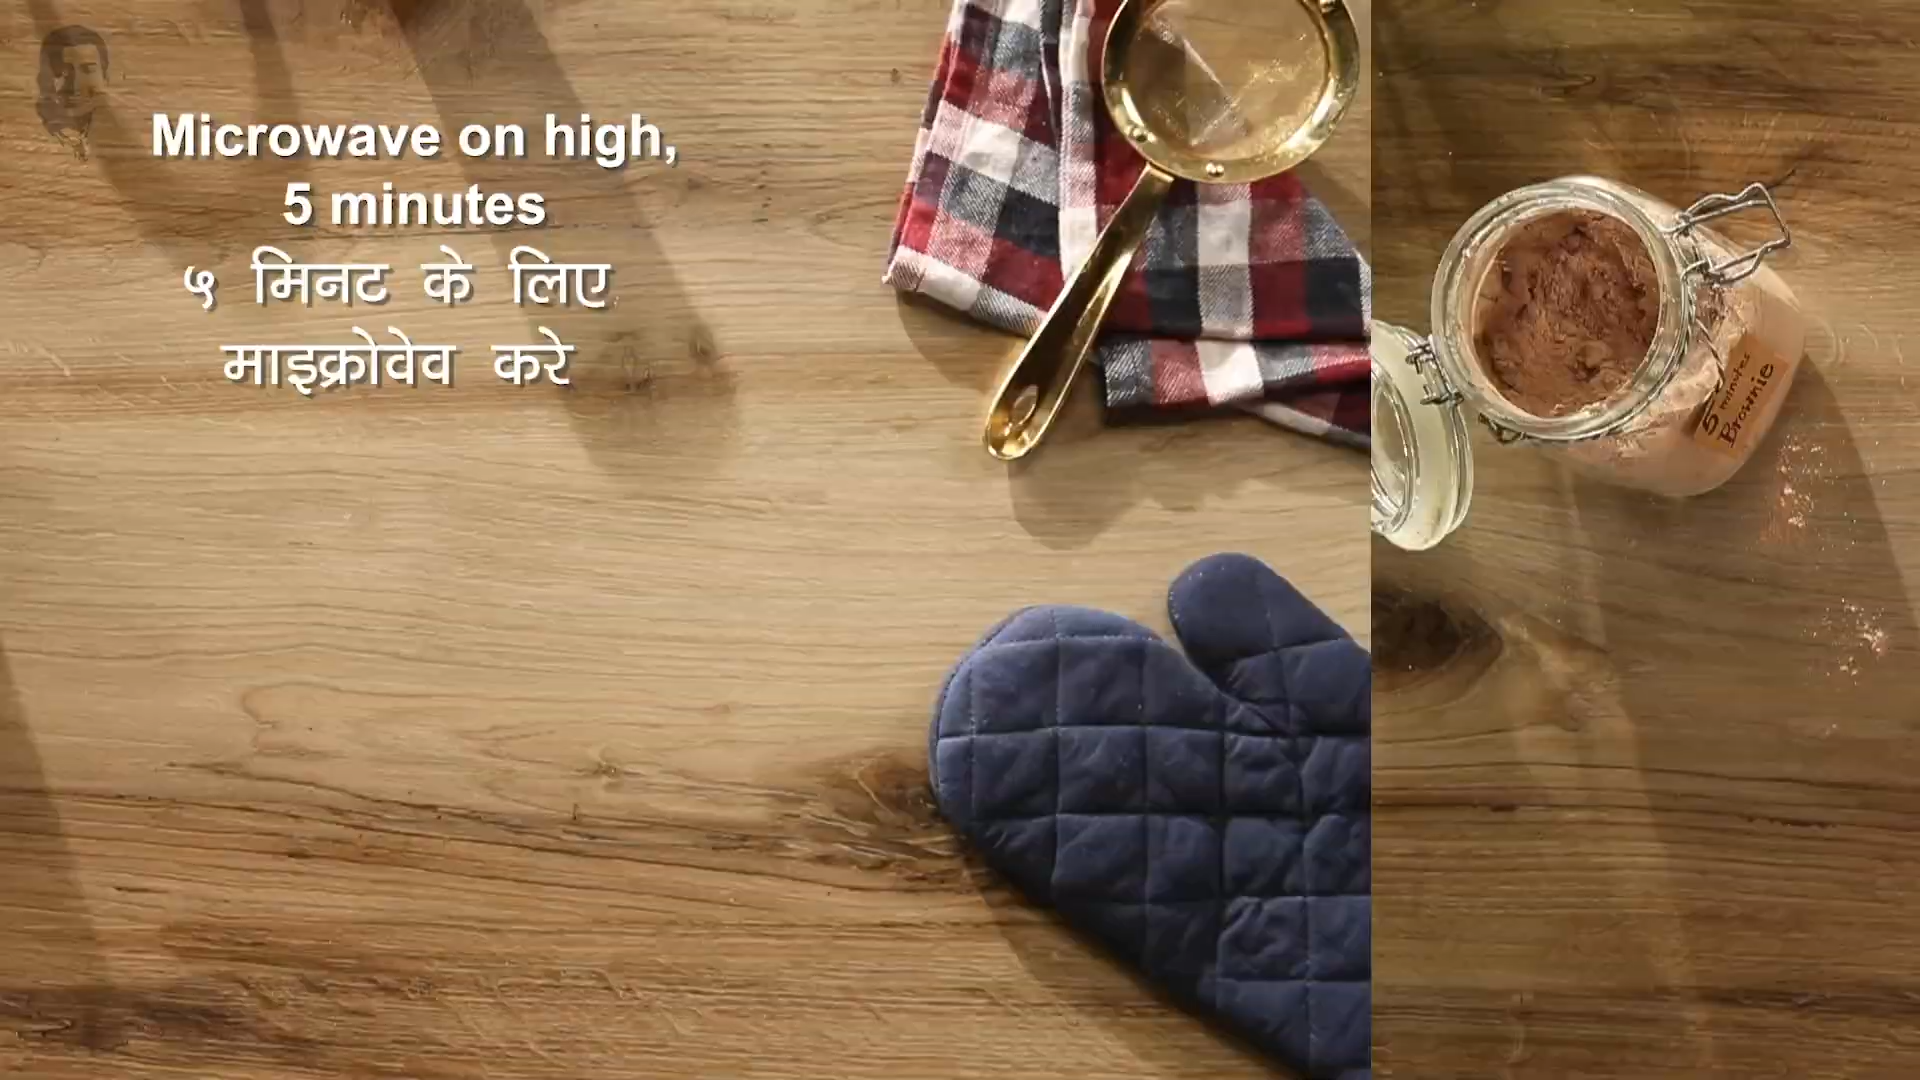 Microwave on high,
5 minutes
५ मिनट के लिए
माइक्रोवेव करे
5 minutes
Brownie